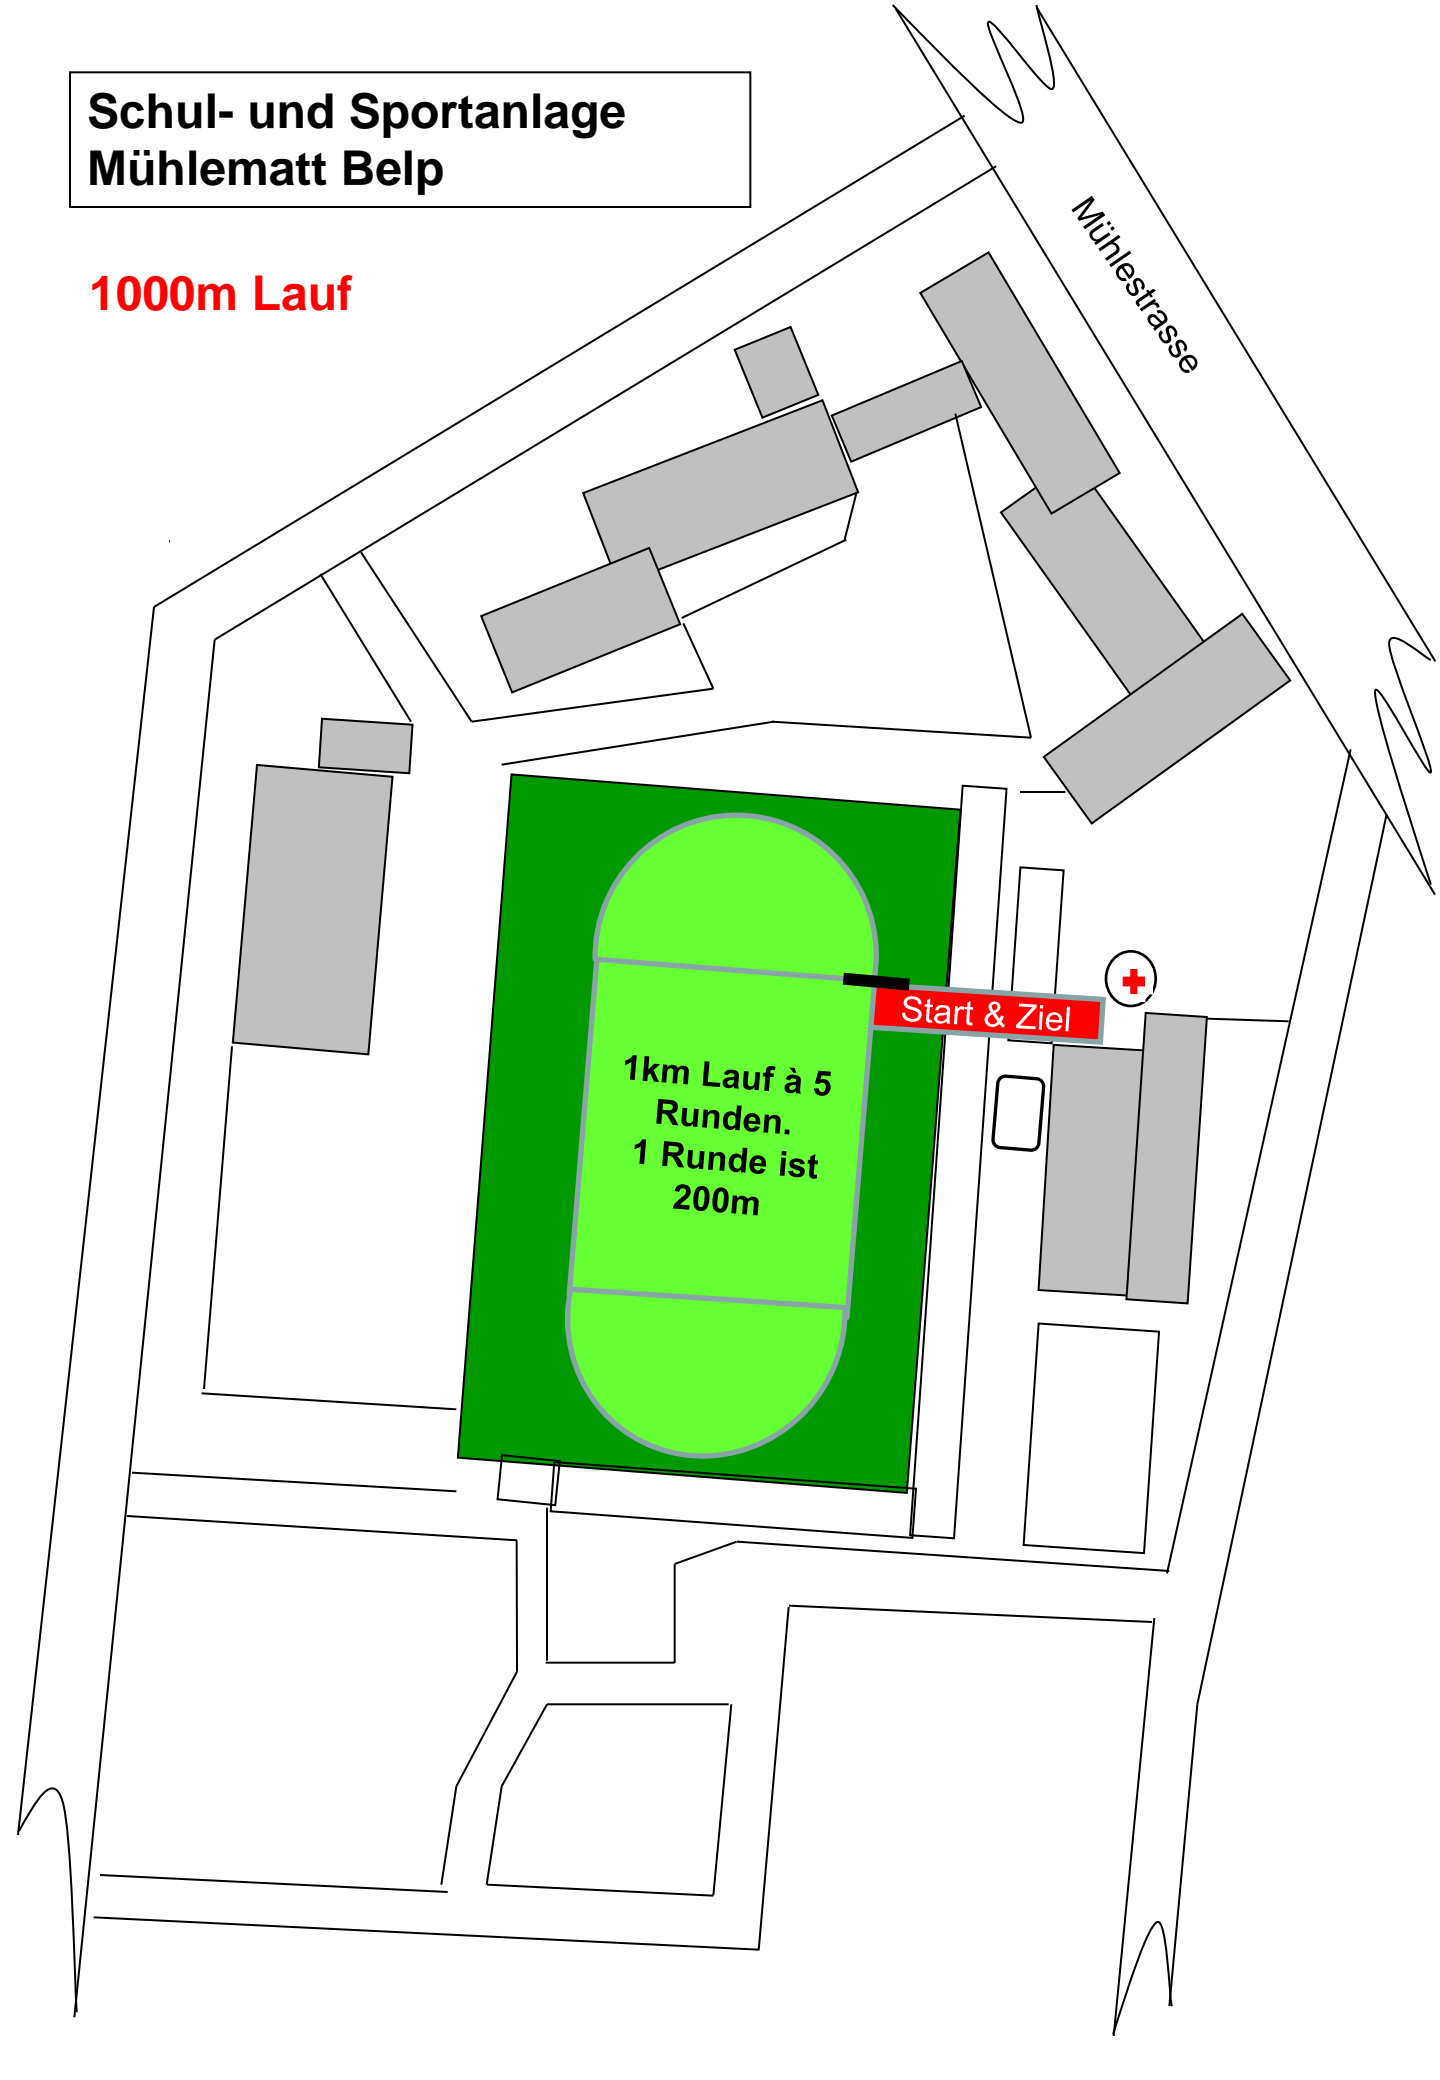 Schul- und Sportanlage
Mühlematt Belp
1000m Lauf
Mühlestrasse
Start & Ziel
1km Lauf à 5
Runden.
1 Runde ist
200m